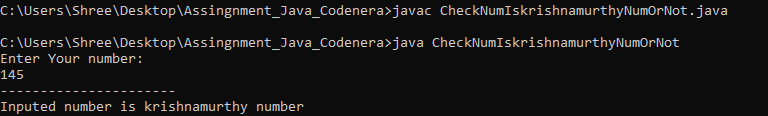 C:\Users\Shree\Desktop\Assingnment_Java_Codenera>javac CheckNumIskrishnamurthyNumOrNot.java
C:\Users\Shree\Desktop\Assingnment_Java_Codenera>java CheckNumIskrishnamurthyNumOrNot
Enter Your number:
145
----------------------
Inputed number is krishnamurthy number